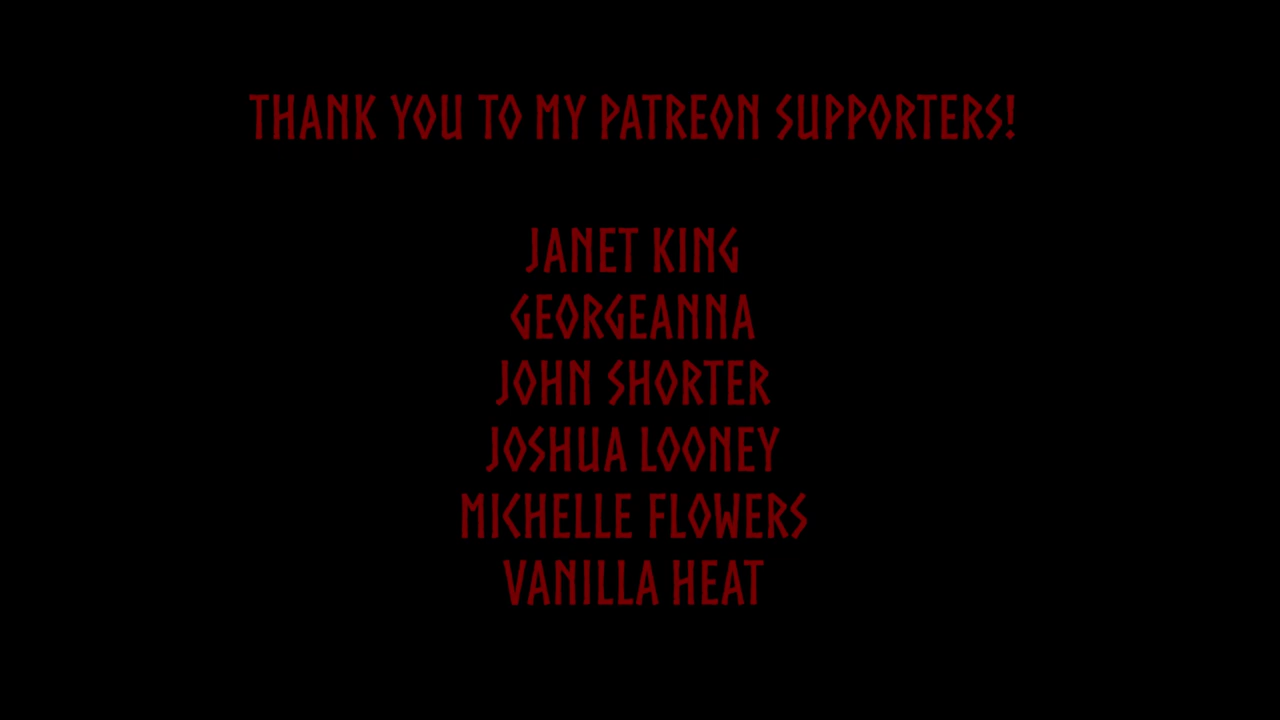 THANK YOU TO MY PATREON SUPPORTERS!
JANET KING
GEORGEANNA
JOHN SHORTER
JOSHUA LOONEY
MICHELLE FLOWERS
VANILLA HEAT